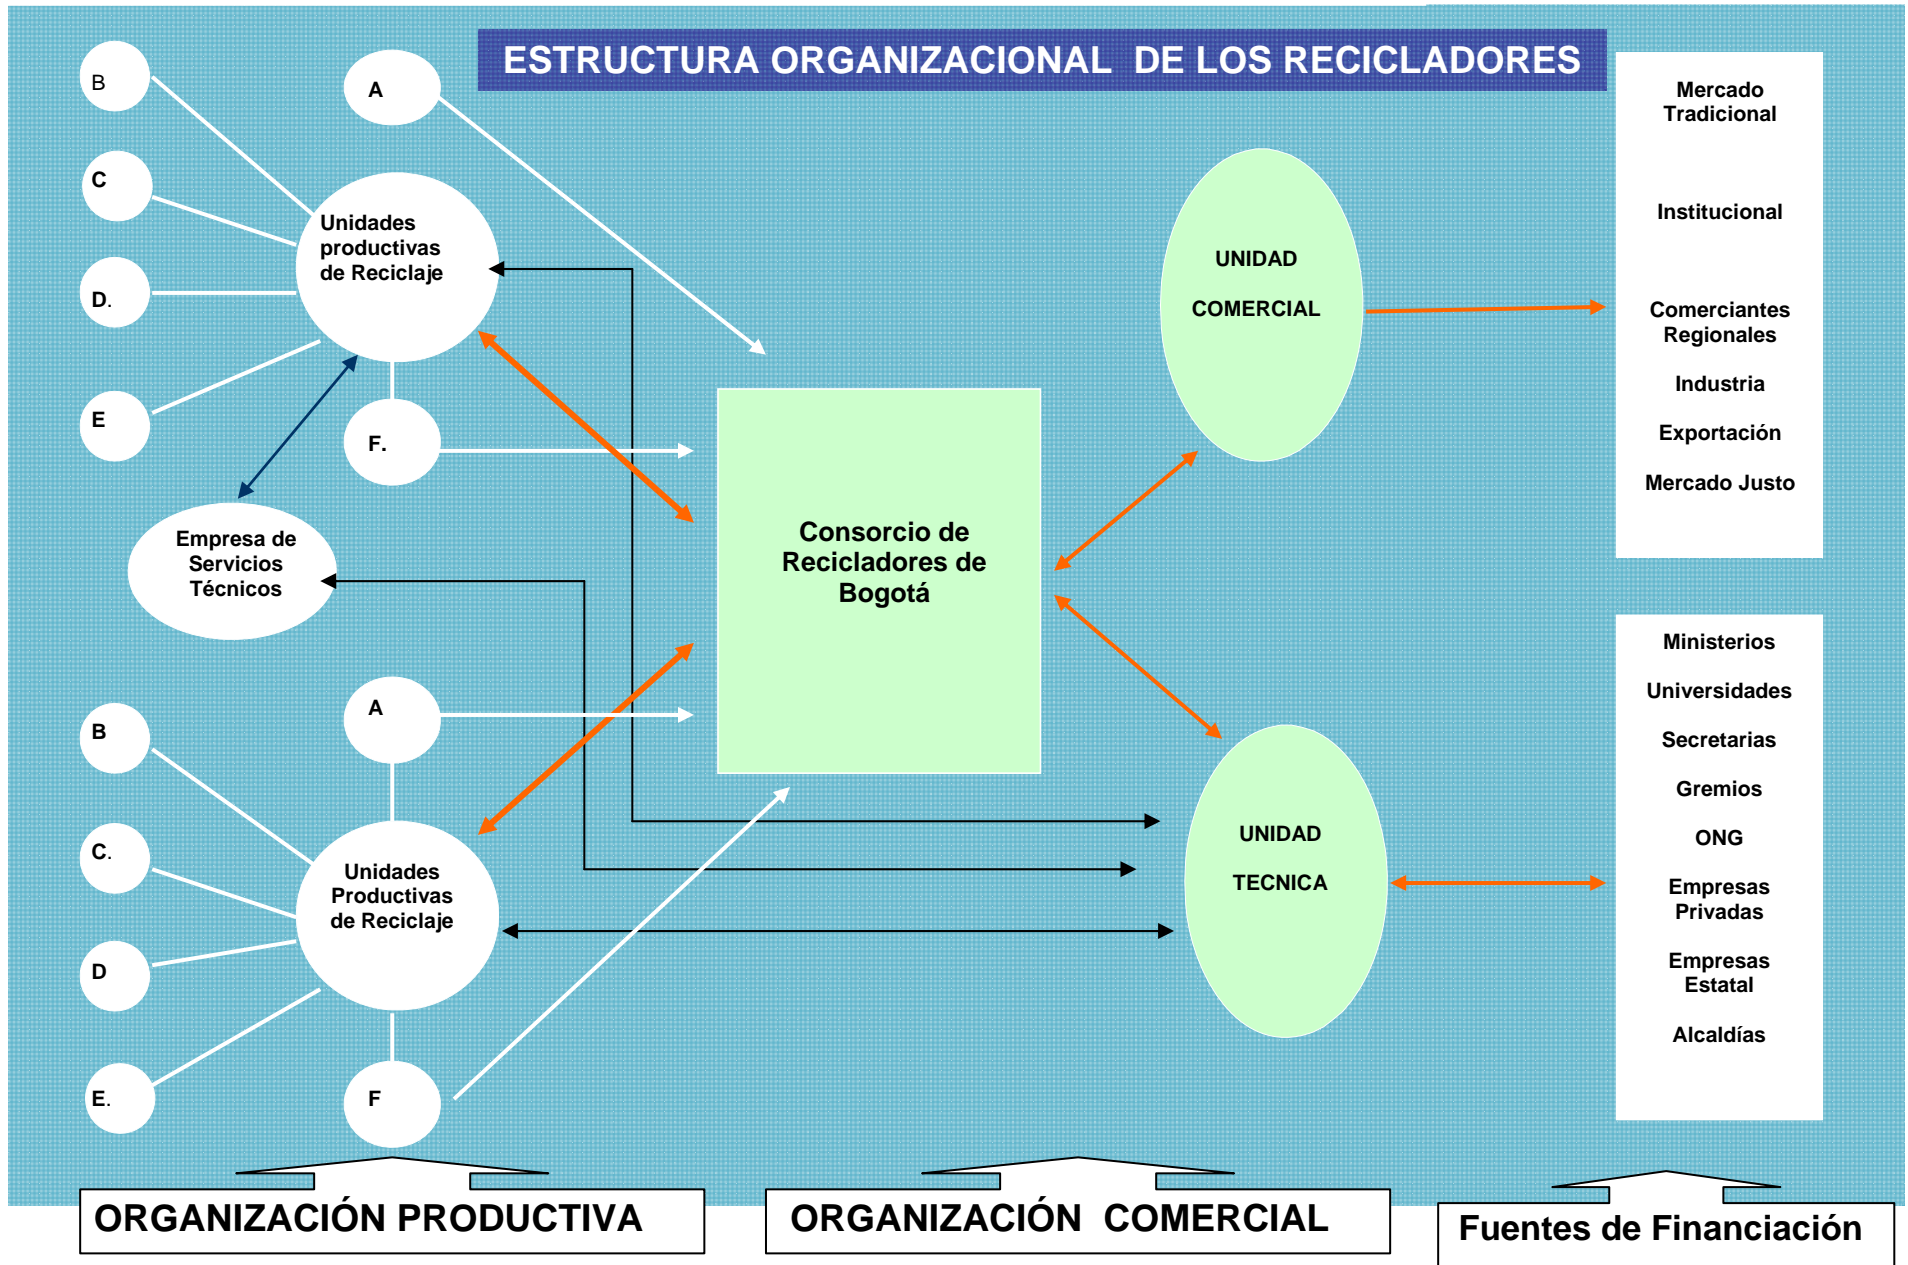 ESTRUCTURA ORGANIZACIONAL DE LOS RECICLADORES
B
A
C
Unidades
productivas
de Reciclaje
D.
E
F.
Empresa de
Servicios
Técnicos
A
B
C.
Unidades
Productivas
de Reciclaje
D
E.
F
Consorcio de
Recicladores de
Bogotá
UNIDAD
COMERCIAL
UNIDAD
TECNICA
Mercado
Tradicional
Institucional
Comerciantes
Regionales
Industria
Exportación
Mercado Justo
Ministerios
Universidades
Secretarias
Gremios
ONG
Empresas
Privadas
Empresas
Estatal
Alcaldías
ORGANIZACIÓN PRODUCTIVA
ORGANIZACIÓN COMERCIAL
Fuentes de Financiación